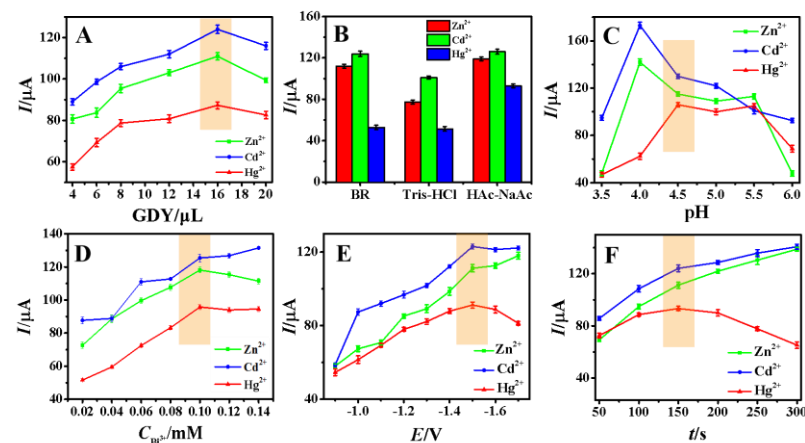 A
I/μA
120
100
80
60
Zn²⁺
Cd²⁺
Hg²⁺
4 6 8 10 12 14 16 18 20
GDY/μL
B
I/μA
160
120
80
40
0
Zn²⁺
Cd²⁺
Hg²⁺
BR Tris-HCl HAc-NaAc
C
I/μA
160
120
80
40
Zn²⁺
Cd²⁺
Hg²⁺
3.5 4.0 4.5 5.0 5.5 6.0
pH
D
I/μA
140
120
100
80
60
40
Zn²⁺
Cd²⁺
Hg²⁺
0.02 0.04 0.06 0.08 0.10 0.12 0.14
/mM
E
I/μA
120
80
40
Zn²⁺
Cd²⁺
Hg²⁺
-1.0 -1.2 -1.4 -1.6
E/V
F
I/μA
160
120
80
40
Zn²⁺
Cd²⁺
Hg²⁺
50 100 150 200 250 300
t/s